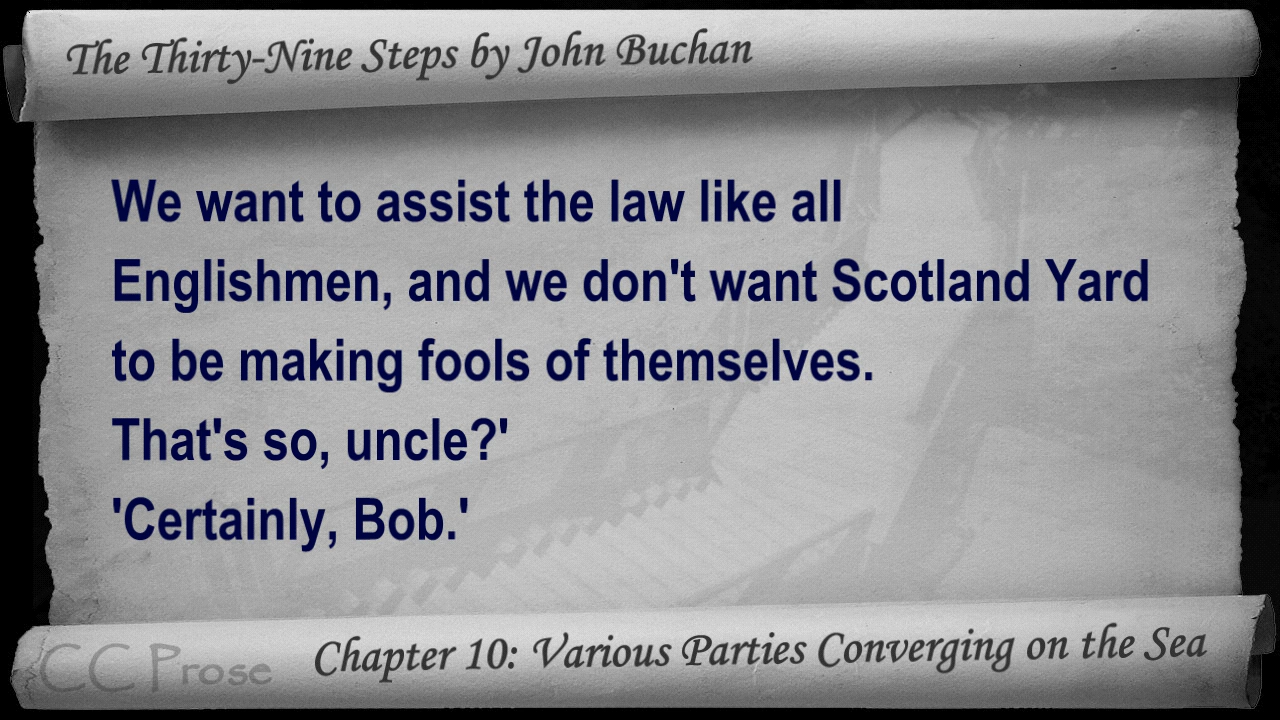 The Thirty-Nine Steps by John Buchan
We want to assist the law like all
Englishmen, and we don't want Scotland Yard
to be making fools of themselves.
That's so, uncle?'
'Certainly, Bob.'
CC Prose
Chapter 10: Various Parties Converging on the Sea